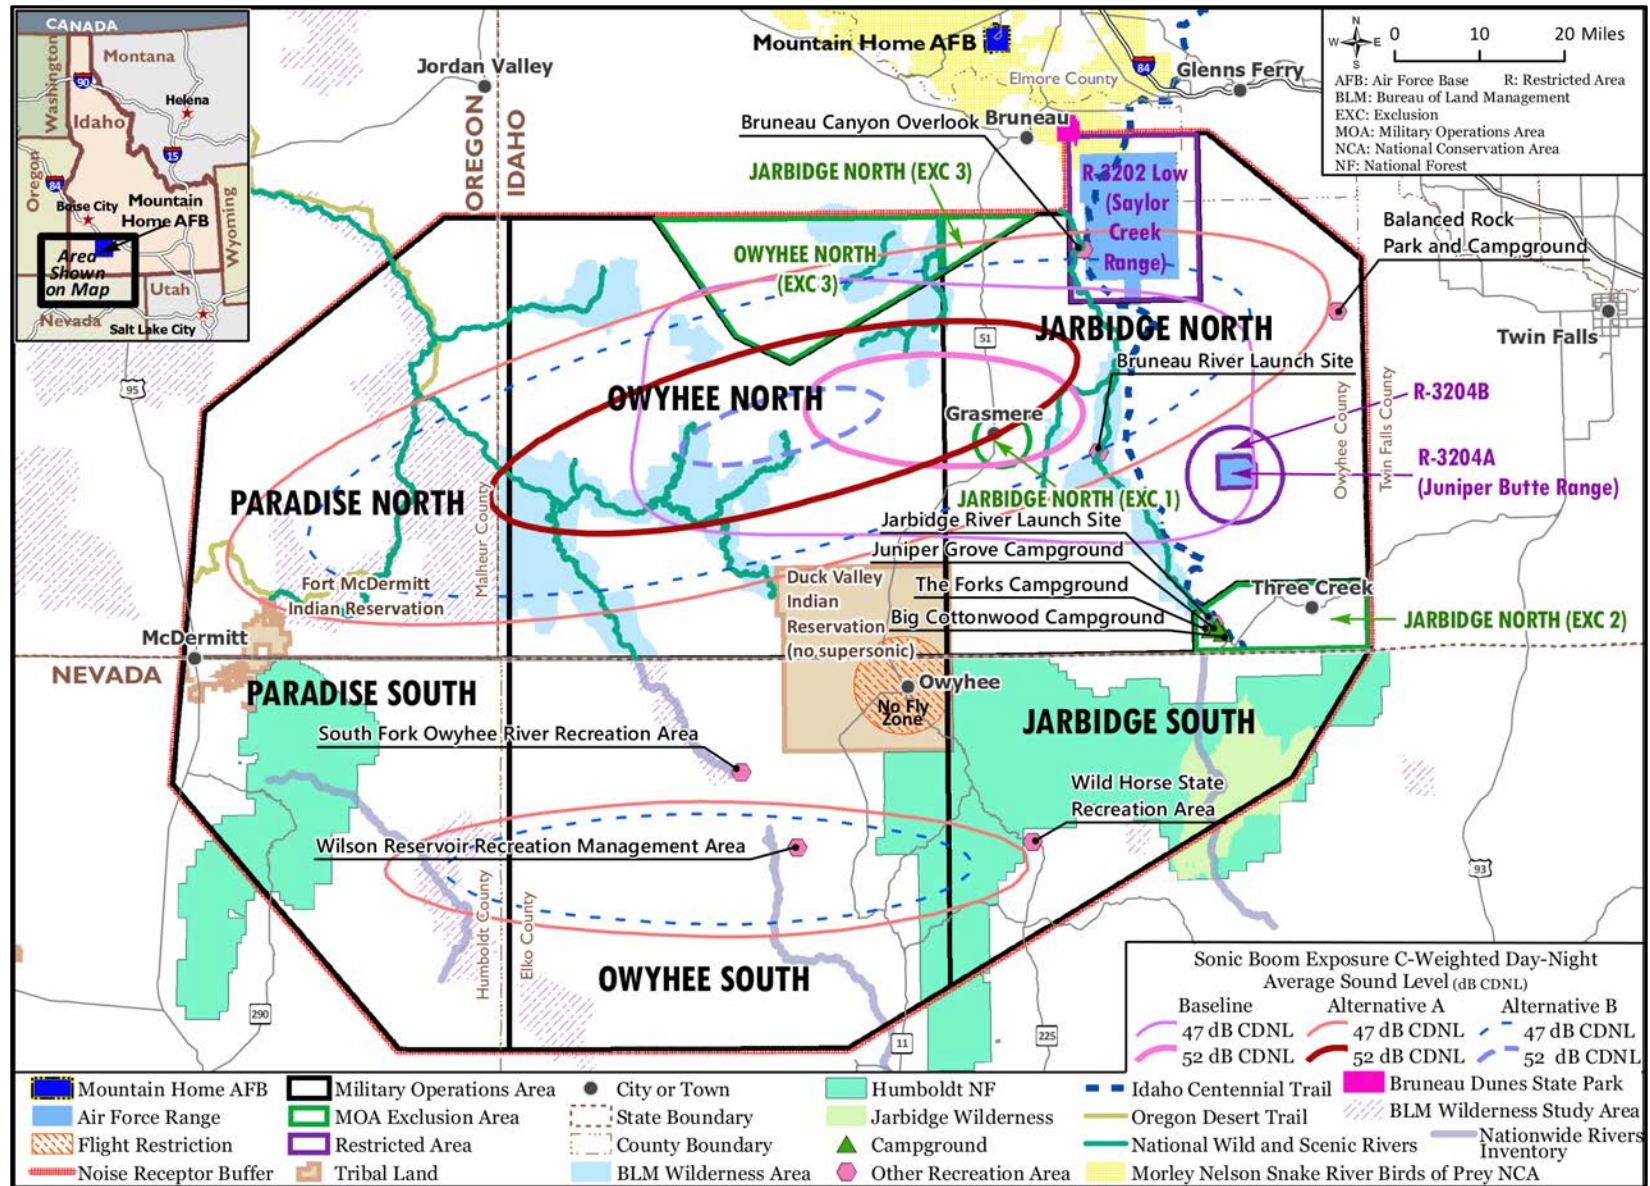 CANADA
Washington
Montana
90
Helena
Idaho
15
Oregon
84
Boise City
Mountain
Home AFB
Wyoming
Area
Shown
on Map
Utah
Nevada
Salt Lake City
Jordan Valley
OREGON
IDAHO
Mountain Home AFB
Elmore County
84
Glenns Ferry
Bruneau Canyon Overlook
Bruneau
N
W
E
S
0
10
20 Miles
AFB: Air Force Base
R: Restricted Area
BLM: Bureau of Land Management
EXC: Exclusion
MOA: Military Operations Area
NCA: National Conservation Area
NF: National Forest
JARBIDGE NORTH (EXC 3)
R-3202 Low
(Saylor
Creek
Range)
Balanced Rock
Park and Campground
OWYHEE NORTH
(EXC 3)
95
51
JARBIDGE NORTH
Twin Falls
Bruneau River Launch Site
OWYHEE NORTH
Grasmere
R-3204B
Owyhee County
Twin Falls County
R-3204A
(Juniper Butte Range)
PARADISE NORTH
Malheur County
JARBIDGE NORTH (EXC 1)
Jarbidge River Launch Site
Juniper Grove Campground
Fort McDermitt
Indian Reservation
Duck Valley
Indian
Reservation
(no supersonic)
The Forks Campground
Three Creek
Big Cottonwood Campground
JARBIDGE NORTH (EXC 2)
McDermitt
NEVADA
PARADISE SOUTH
Owyhee
No Fly
Zone
JARBIDGE SOUTH
South Fork Owyhee River Recreation Area
Wild Horse State
Recreation Area
Wilson Reservoir Recreation Management Area
93
Humboldt County
Elko County
OWYHEE SOUTH
290
11
225
Sonic Boom Exposure C-Weighted Day-Night
Average Sound Level (dB CDNL)
Baseline
Alternative A
Alternative B
47 dB CDNL
47 dB CDNL
47 dB CDNL
52 dB CDNL
52 dB CDNL
52 dB CDNL
Mountain Home AFB
Military Operations Area
City or Town
Humboldt NF
Idaho Centennial Trail
Bruneau Dunes State Park
Air Force Range
MOA Exclusion Area
State Boundary
Jarbidge Wilderness
Oregon Desert Trail
BLM Wilderness Study Area
Flight Restriction
Restricted Area
County Boundary
Campground
National Wild and Scenic Rivers
Nationwide Rivers
Inventory
Noise Receptor Buffer
Tribal Land
BLM Wilderness Area
Other Recreation Area
Morley Nelson Snake River Birds of Prey NCA